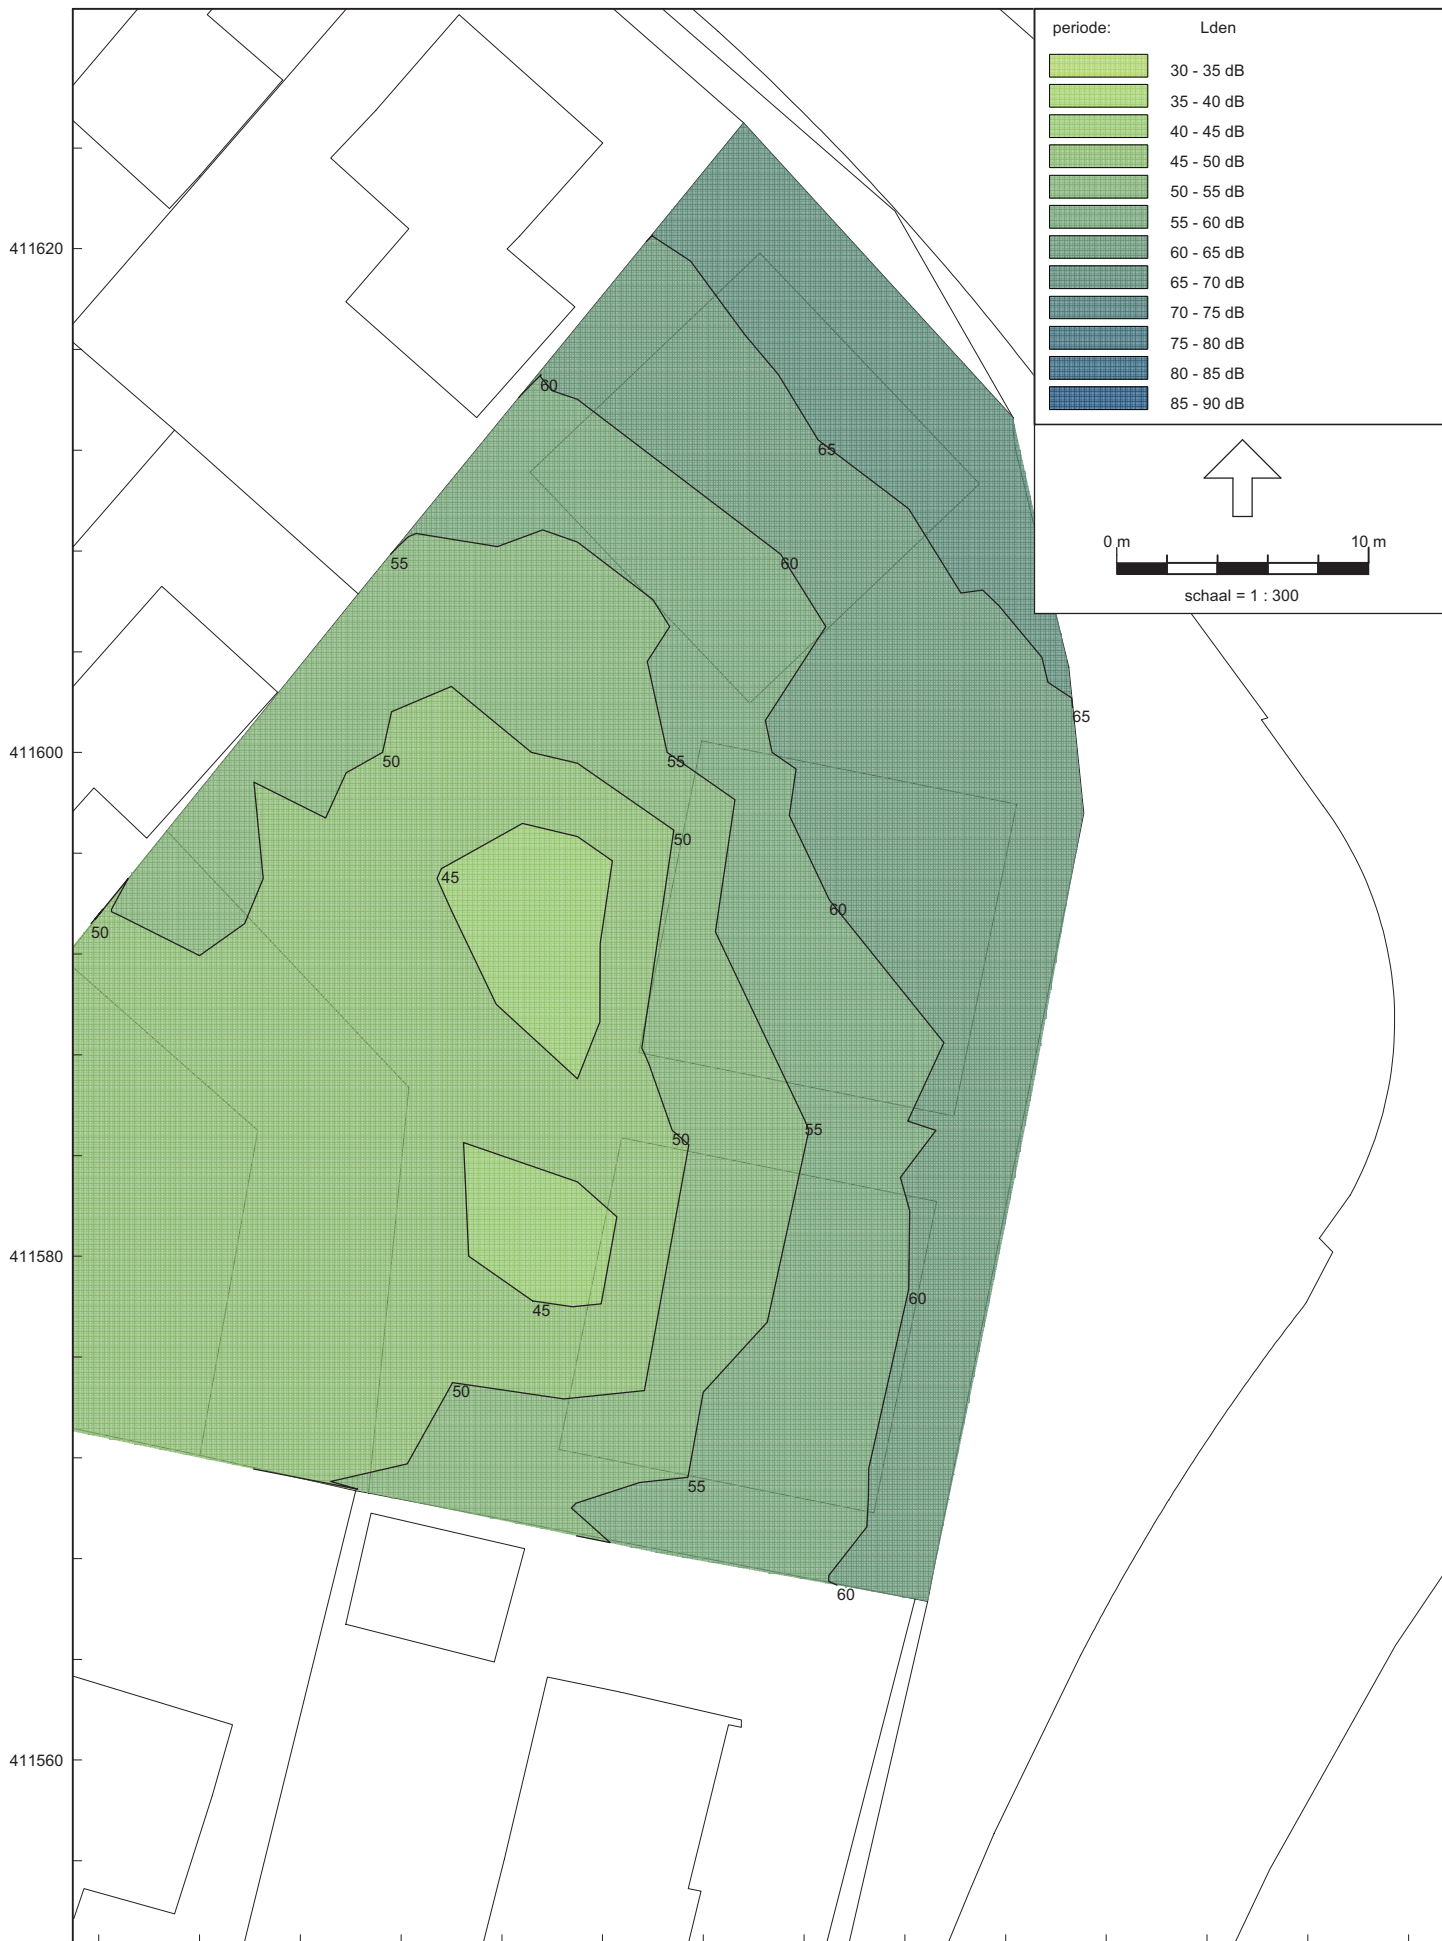 periode: Lden
30 - 35 dB
35 - 40 dB
40 - 45 dB
45 - 50 dB
50 - 55 dB
55 - 60 dB
60 - 65 dB
65 - 70 dB
70 - 75 dB
75 - 80 dB
80 - 85 dB
85 - 90 dB
0 m 10 m
schaal = 1 : 300
411620
60
65
55
60
65
411600
50
55
50
45
50
60
50
55
411580
60
45
50
55
60
411560